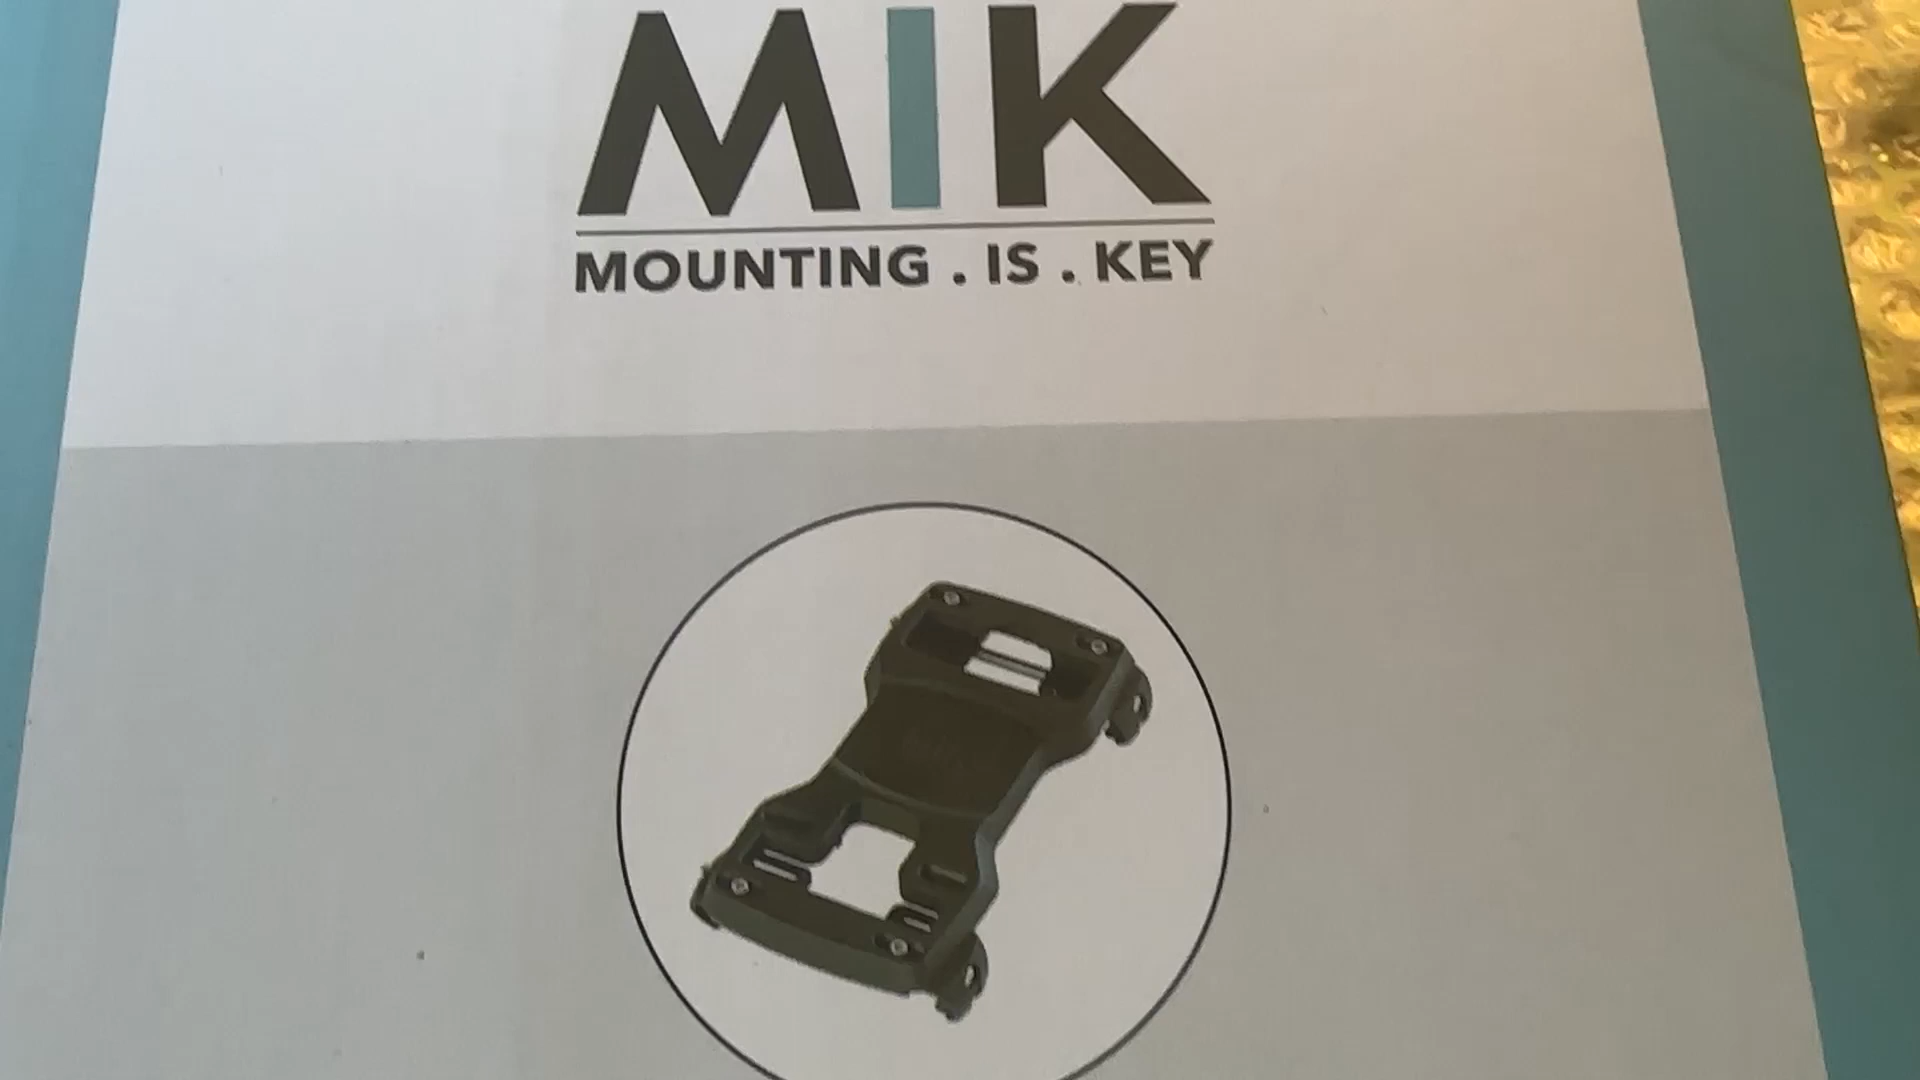 MIK
MOUNTING . IS . KEY